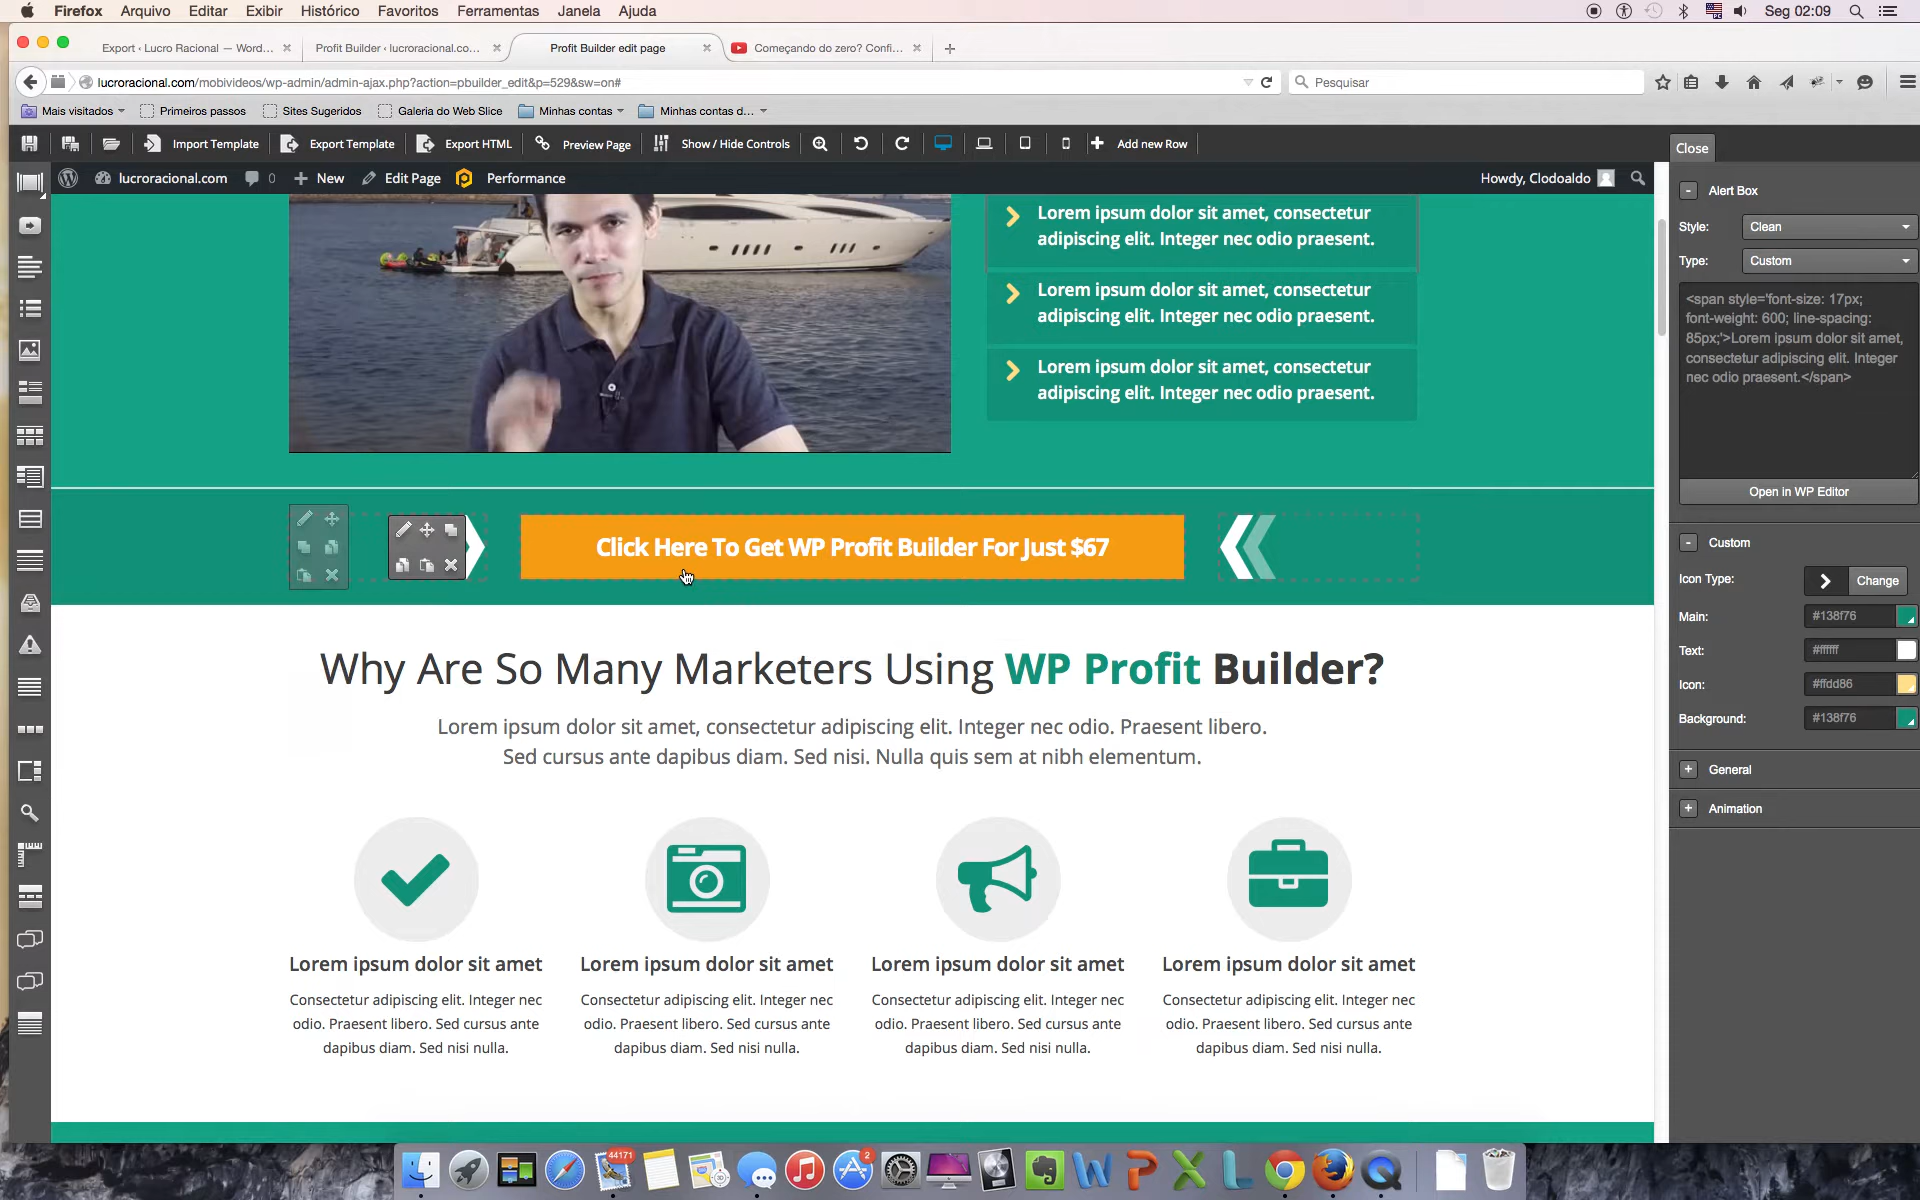 Firefox Arquivo Editar Exibir Histórico Favoritos Ferramentas Janela Ajuda Seg 02:09
Export ‹ Lucro Racional — Word... Profit Builder ‹ lucroracional.co... Profit Builder edit page Começando do zero? Confi...
lucroracional.com/mobivideos/wp-admin/admin-ajax.php?action=pbuilder_edit&p=529&sw=on# Pesquisar
Mais visitados Primeiros passos Sites Sugeridos Galeria do Web Slice Minhas contas Minhas contas d...
Import Template Export Template Export HTML Preview Page Show / Hide Controls Add new Row
Close
lucroracional.com 0 New Edit Page Performance Howdy, Clodoaldo
Alert Box
Style: Clean
Type: Custom
<span style='font-size: 17px;
font-weight: 600; line-spacing:
85px;'>Lorem ipsum dolor sit amet,
consectetur adipiscing elit. Integer
nec odio praesent.</span>
Open in WP Editor
Custom
Icon Type: Change
Main: #138f76
Text: #ffffff
Icon: #ffdd86
Background: #138f76
General
Animation
Lorem ipsum dolor sit amet, consectetur
adipiscing elit. Integer nec odio praesent.
Lorem ipsum dolor sit amet, consectetur
adipiscing elit. Integer nec odio praesent.
Lorem ipsum dolor sit amet, consectetur
adipiscing elit. Integer nec odio praesent.
Click Here To Get WP Profit Builder For Just $67
Why Are So Many Marketers Using WP Profit Builder?
Lorem ipsum dolor sit amet, consectetur adipiscing elit. Integer nec odio. Praesent libero.
Sed cursus ante dapibus diam. Sed nisi. Nulla quis sem at nibh elementum.
Lorem ipsum dolor sit amet
Consectetur adipiscing elit. Integer nec
odio. Praesent libero. Sed cursus ante
dapibus diam. Sed nisi nulla.
Lorem ipsum dolor sit amet
Consectetur adipiscing elit. Integer nec
odio. Praesent libero. Sed cursus ante
dapibus diam. Sed nisi nulla.
Lorem ipsum dolor sit amet
Consectetur adipiscing elit. Integer nec
odio. Praesent libero. Sed cursus ante
dapibus diam. Sed nisi nulla.
Lorem ipsum dolor sit amet
Consectetur adipiscing elit. Integer nec
odio. Praesent libero. Sed cursus ante
dapibus diam. Sed nisi nulla.
44171
2